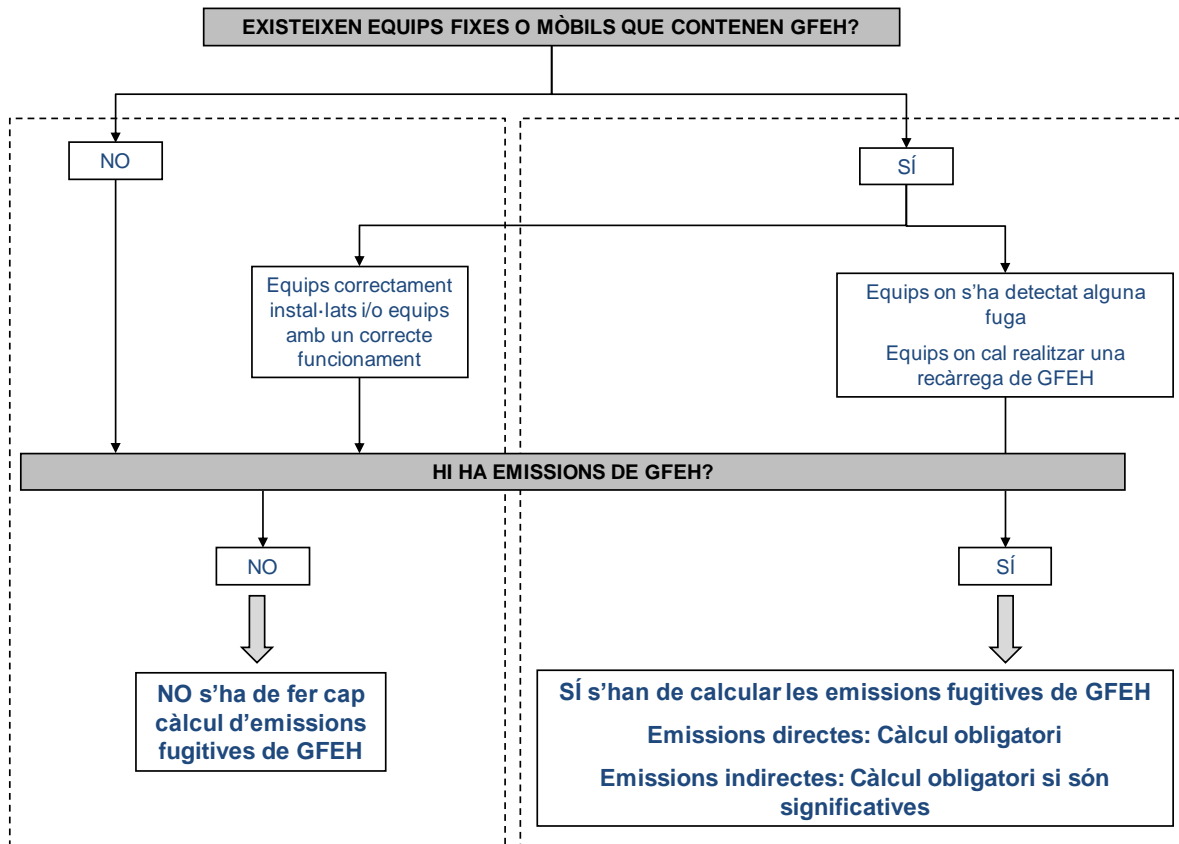 EXISTEIXEN EQUIPS FIXES O MÒBILS QUE CONTENEN GFEH?
NO
SÍ
Equips correctament
instal·lats i/o equips
amb un correcte
funcionament
Equips on s'ha detectat alguna
fuga
Equips on cal realitzar una
recàrrega de GFEH
HI HA EMISSIONS DE GFEH?
NO
SÍ
NO s'ha de fer cap
càlcul d'emissions
fugitives de GFEH
SÍ s'han de calcular les emissions fugitives de GFEH
Emissions directes: Càlcul obligatori
Emissions indirectes: Càlcul obligatori si són
significatives